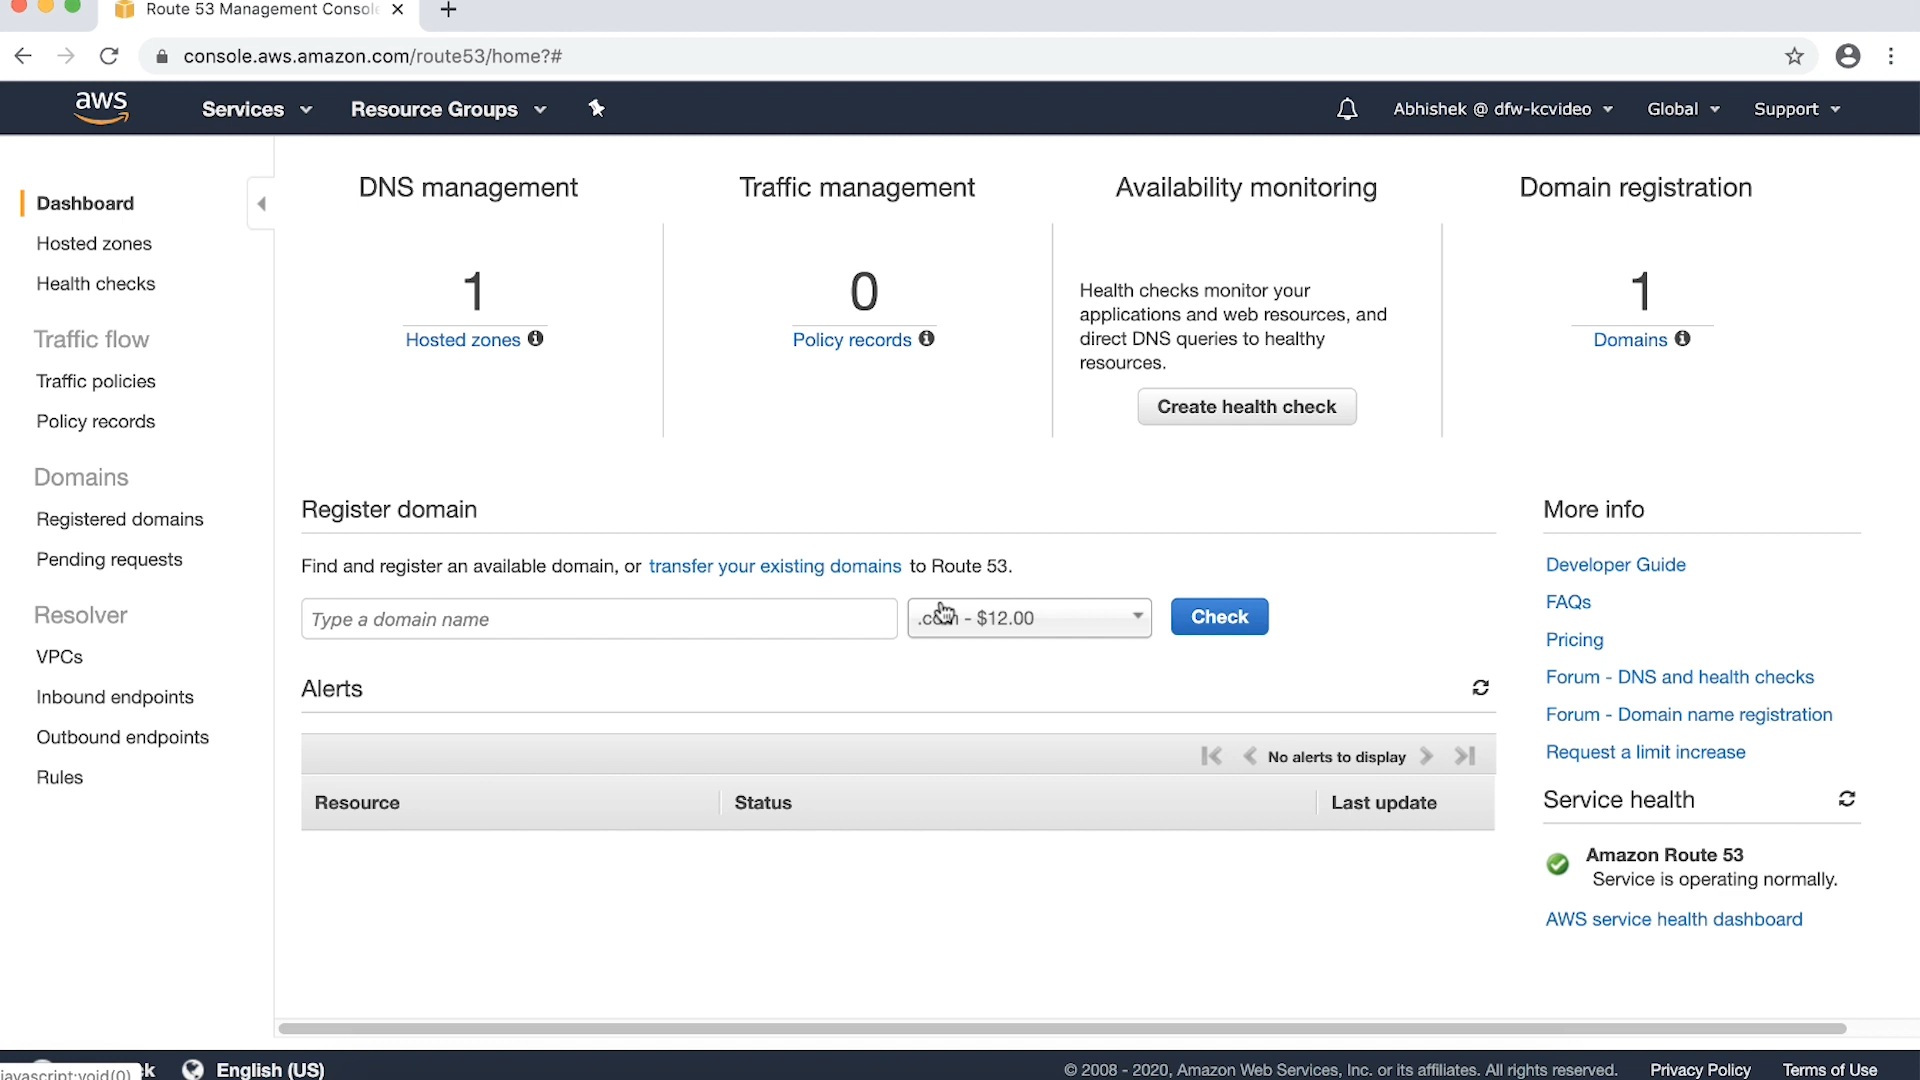 Route 53 Management Consol
console.aws.amazon.com/route53/home?#
aws
Services
Resource Groups
Abhishek @ dfw-kcvideo
Global
Support
Dashboard
Hosted zones
Health checks
Traffic flow
Traffic policies
Policy records
Domains
Registered domains
Pending requests
Resolver
VPCs
Inbound endpoints
Outbound endpoints
Rules
DNS management
1
Hosted zones
Traffic management
0
Policy records
Availability monitoring
Health checks monitor your
applications and web resources, and
direct DNS queries to healthy
resources.
Create health check
Domain registration
1
Domains
Register domain
Find and register an available domain, or transfer your existing domains to Route 53.
Type a domain name
.com - $12.00
Check
Alerts
No alerts to display
Resource
Status
Last update
More info
Developer Guide
FAQs
Pricing
Forum - DNS and health checks
Forum - Domain name registration
Request a limit increase
Service health
Amazon Route 53
Service is operating normally.
AWS service health dashboard
javascript:void(0)
English (US)
© 2008 - 2020, Amazon Web Services, Inc. or its affiliates. All rights reserved.
Privacy Policy
Terms of Use